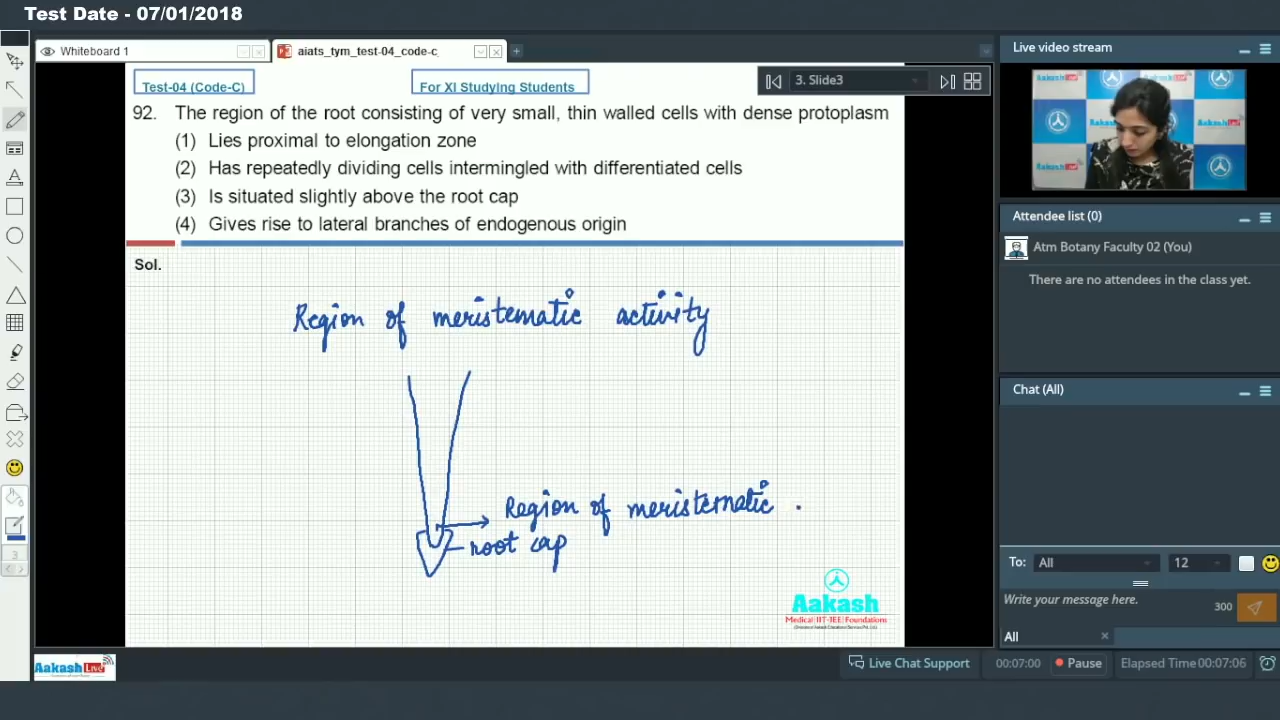 Test Date - 07/01/2018
Whiteboard 1
aiats_tym_test-04_code-c
Live video stream
Test-04 (Code-C)
For XI Studying Students
3. Slide3
92. The region of the root consisting of very small, thin walled cells with dense protoplasm
(1) Lies proximal to elongation zone
(2) Has repeatedly dividing cells intermingled with differentiated cells
(3) Is situated slightly above the root cap
(4) Gives rise to lateral branches of endogenous origin
Attendee list (0)
Atm Botany Faculty 02 (You)
There are no attendees in the class yet.
Sol.
Region of meristematic activity
Chat (All)
Region of meristematic
root cap
To: All 12
Write your message here. 300
Aakash
Medical|IIT-JEE|Foundations
All
3
Aakash Live
Live Chat Support
00:07:00
Pause
Elapsed Time 00:07:06